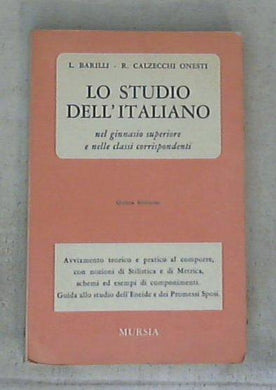 L. BARILLI - R. CALZECCHI ONESTI
LO STUDIO
DELL'ITALIANO
nel ginnasio superiore
e nelle classi corrispondenti
Avviamento teorico e pratico al comporre,
con nozioni di Stilistica e di Metrica,
schemi ed esempi di componimenti.
Guida allo studio dell'Eneide e dei Promessi Sposi.
MURSIA